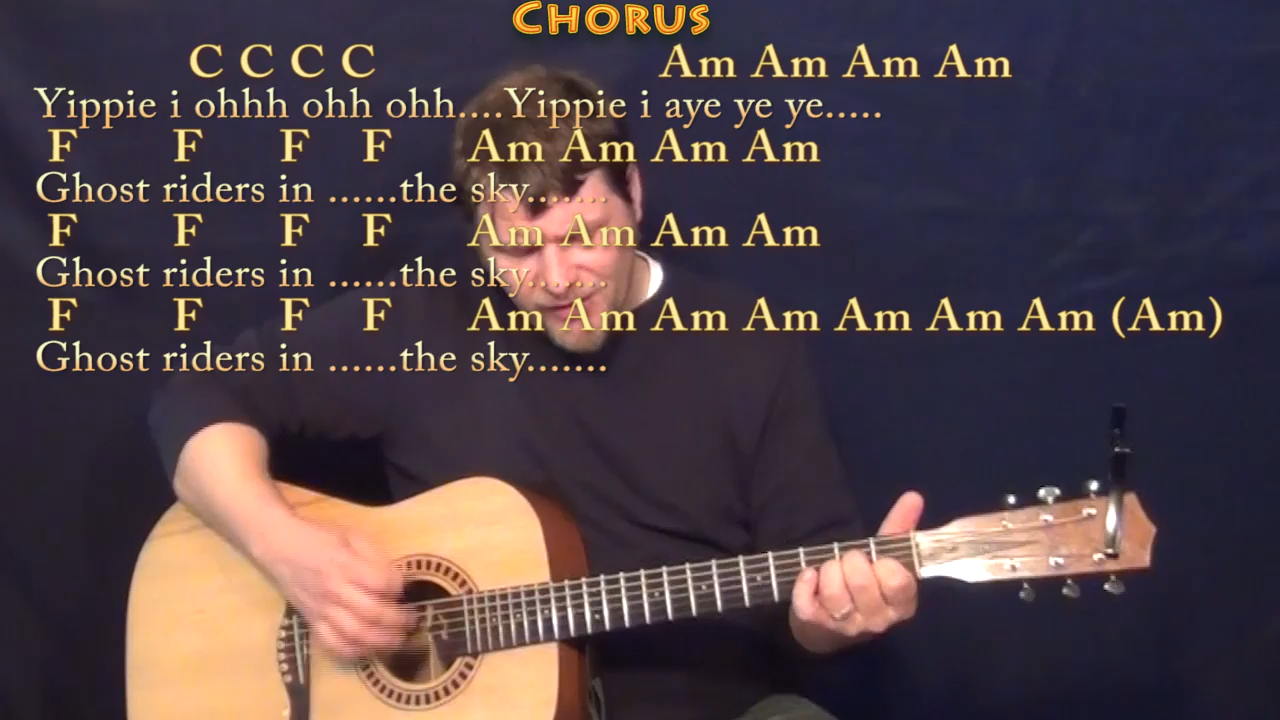 CHORUS
C C C C Am Am Am Am
Yippie i ohhh ohh ohh....Yippie i aye ye ye.....
F F F F Am Am Am Am
Ghost riders in ......the sky.......
F F F F Am Am Am Am
Ghost riders in ......the sky.......
F F F F Am Am Am Am Am Am Am (Am)
Ghost riders in ......the sky.......